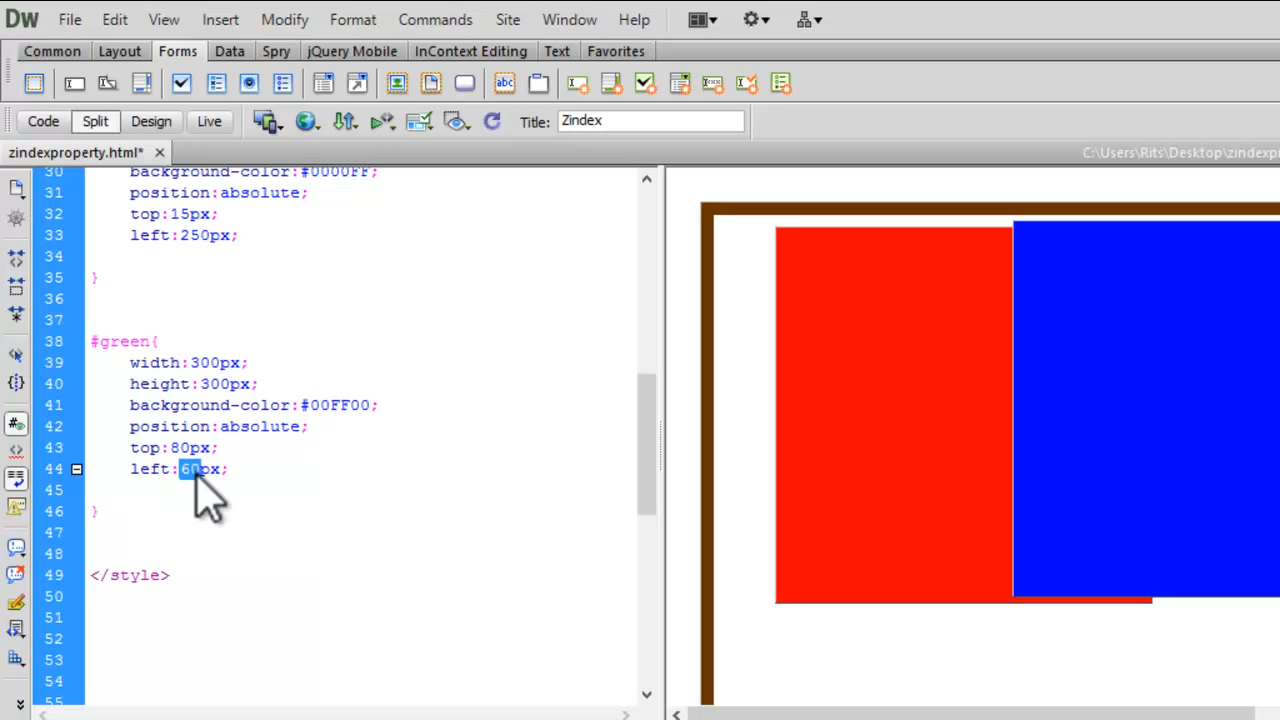 Dw File Edit View Insert Modify Format Commands Site Window Help
Common Layout Forms Data Spry jQuery Mobile InContext Editing Text Favorites
Code Split Design Live Title: Zindex
zindexproperty.html* C:\Users\Rits\Desktop\zindexpr
30 background-color:#0000FF;
31 position:absolute;
32 top:15px;
33 left:250px;
34
35 }
36
37
38 #green{
39 width:300px;
40 height:300px;
41 background-color:#00FF00;
42 position:absolute;
43 top:80px;
44 left:60px;
45
46 }
47
48
49 </style>
50
51
52
53
54
55